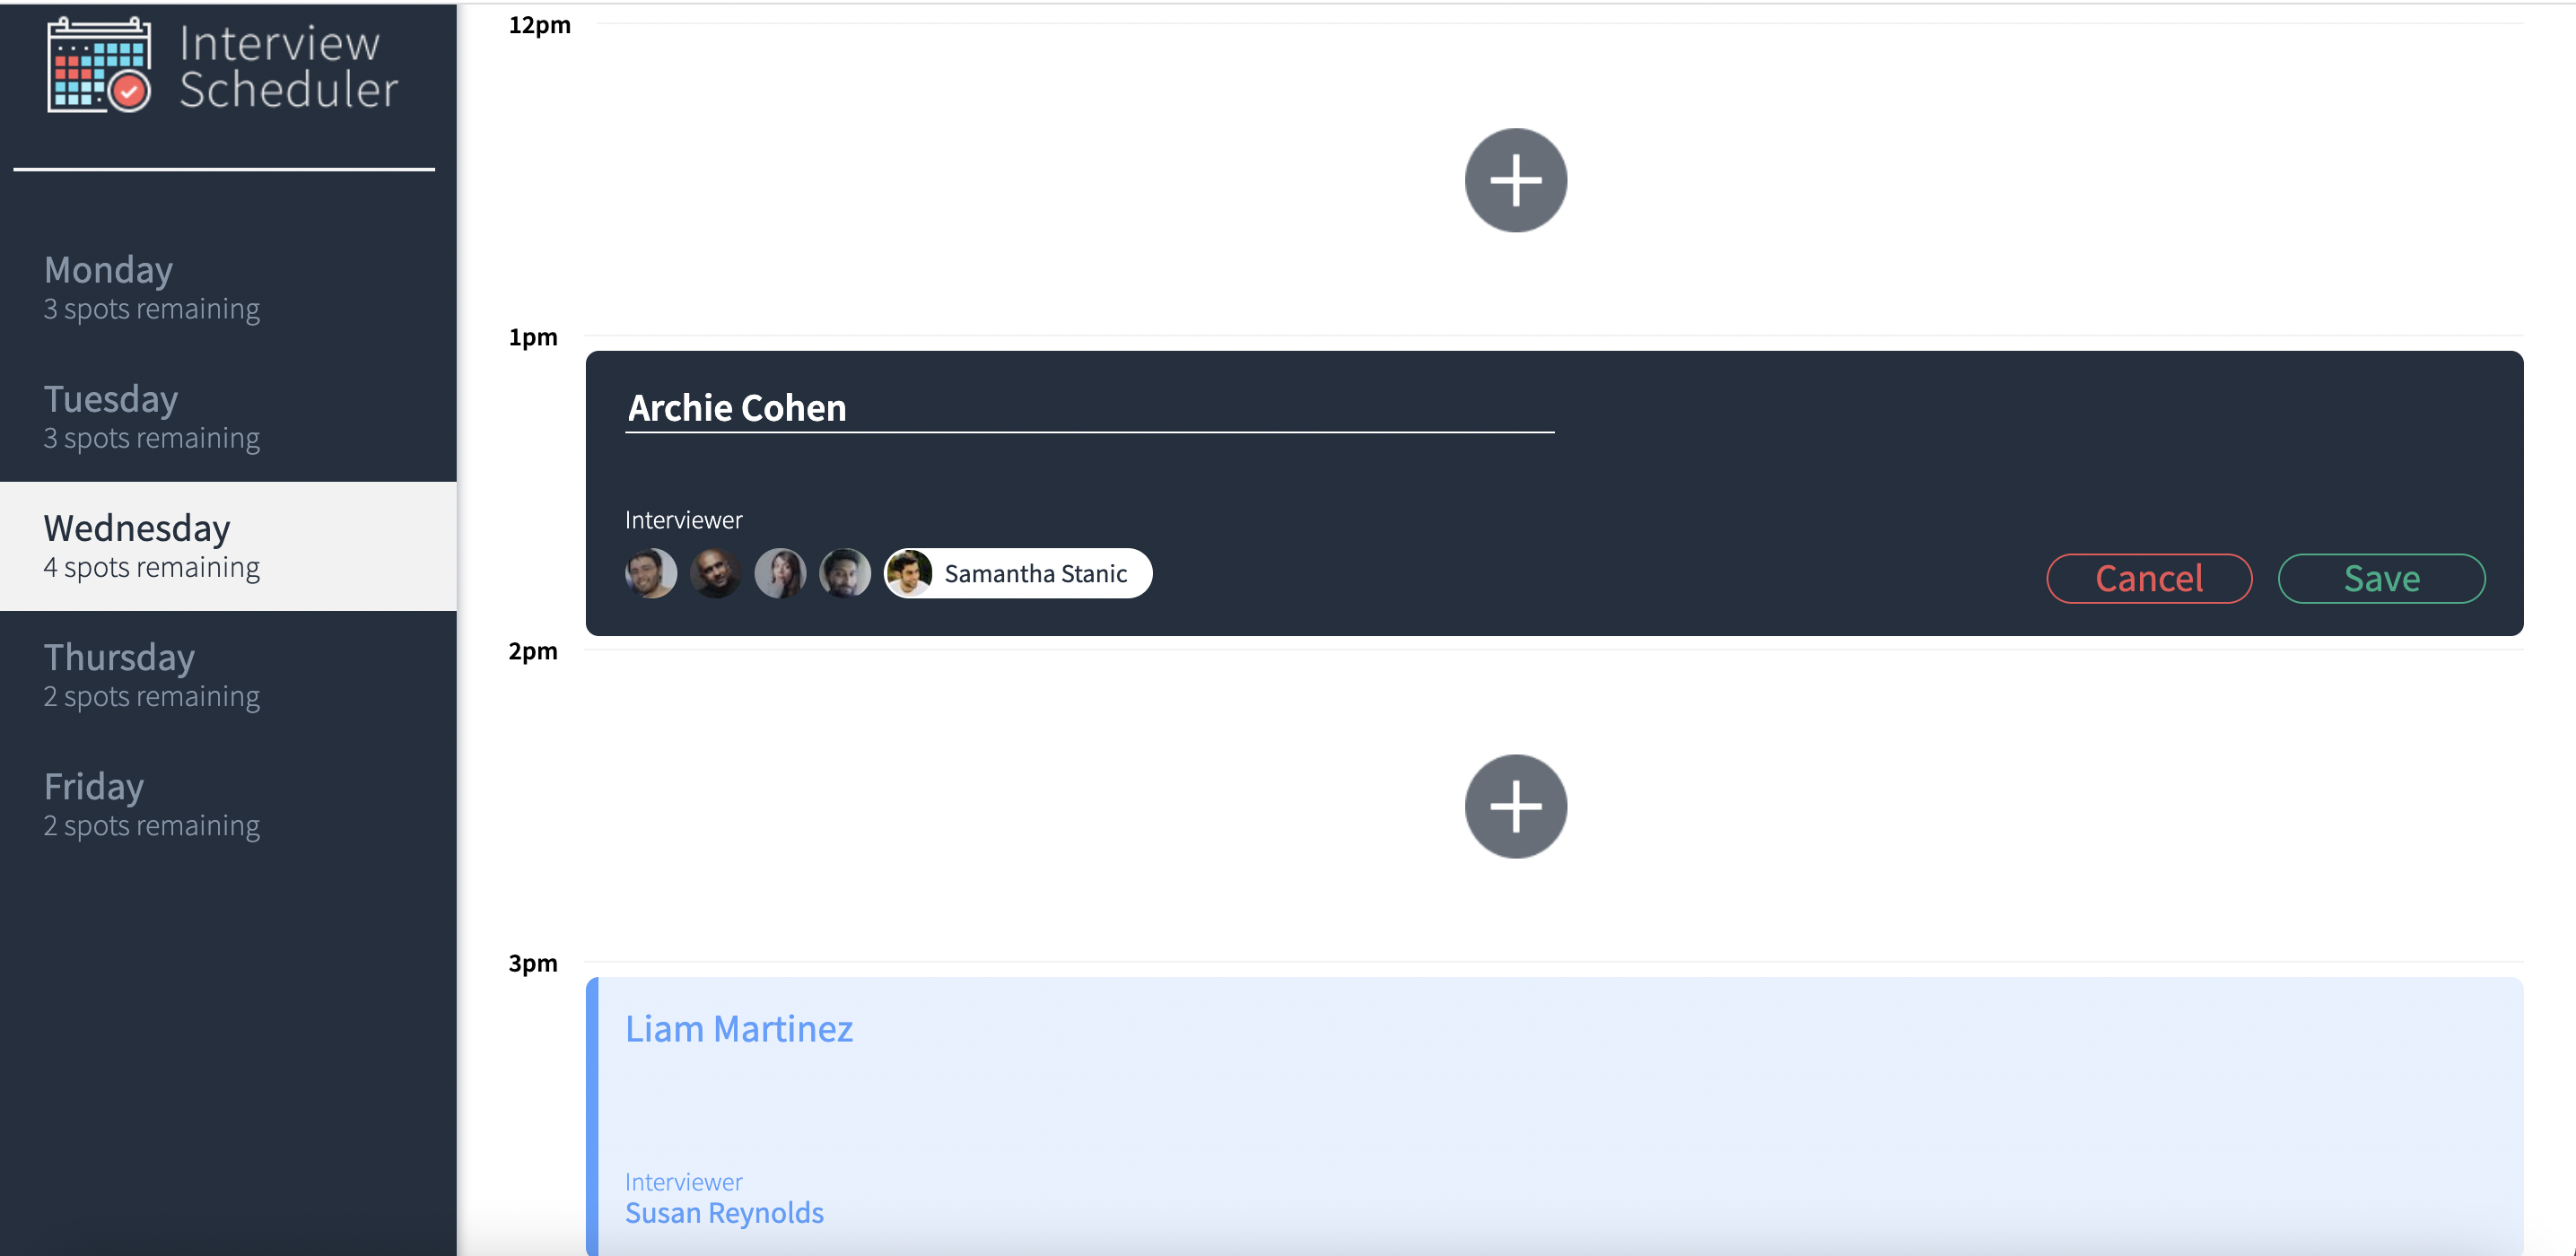 Interview
Scheduler
Monday
3 spots remaining
Tuesday
3 spots remaining
Wednesday
4 spots remaining
Thursday
2 spots remaining
Friday
2 spots remaining
12pm
1pm
Archie Cohen
Interviewer
Samantha Stanic
Cancel
Save
2pm
3pm
Liam Martinez
Interviewer
Susan Reynolds